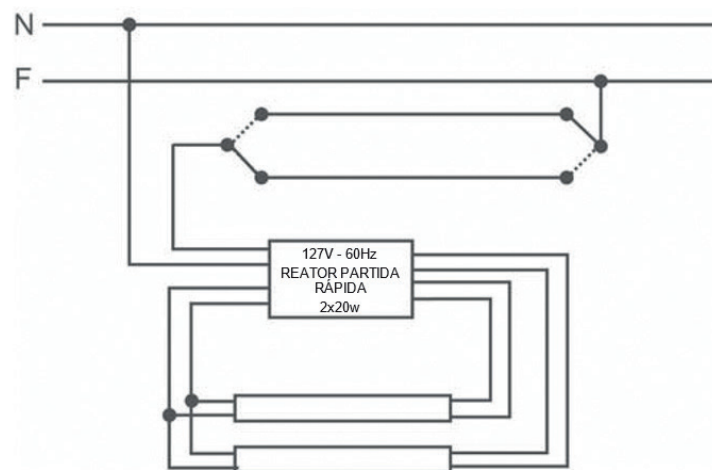 N
F
127V - 60Hz
REATOR PARTIDA
RÁPIDA
2x20w